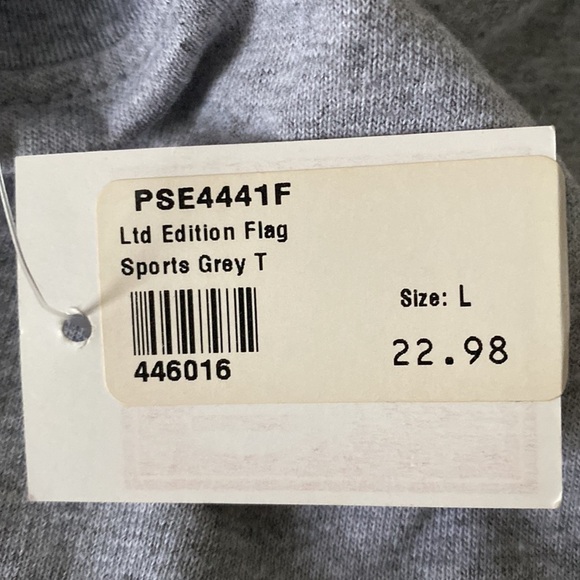 PSE4441F
Ltd Edition Flag
Sports Grey T
Size: L
446016
22.98